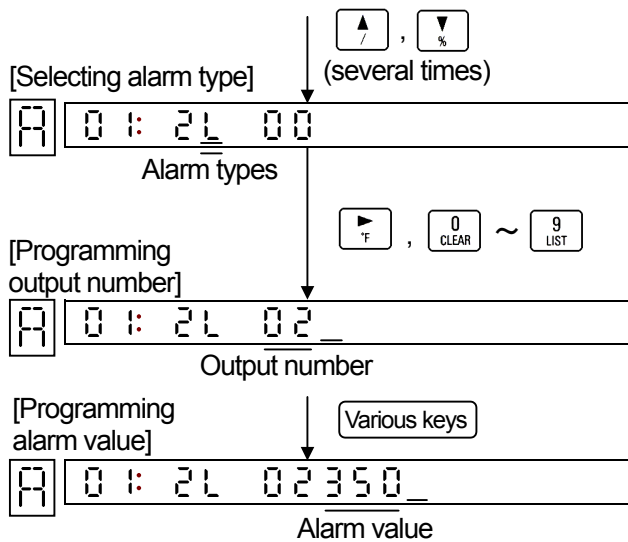 ▲ / , ▼ %
[Selecting alarm type] (several times)
A 01: 2L 00
Alarm types
► °F , 0 CLEAR ~ 9 LIST
[Programming
output number]
A 01: 2L 02_
Output number
[Programming
alarm value] Various keys
A 01: 2L 02350_
Alarm value